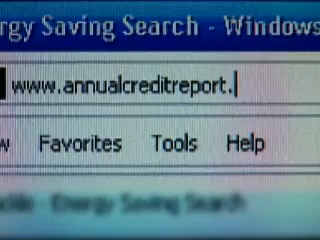 rgy Saving Search - Windows
www.annualcreditreport.
w Favorites Tools Help
Energy Saving Search